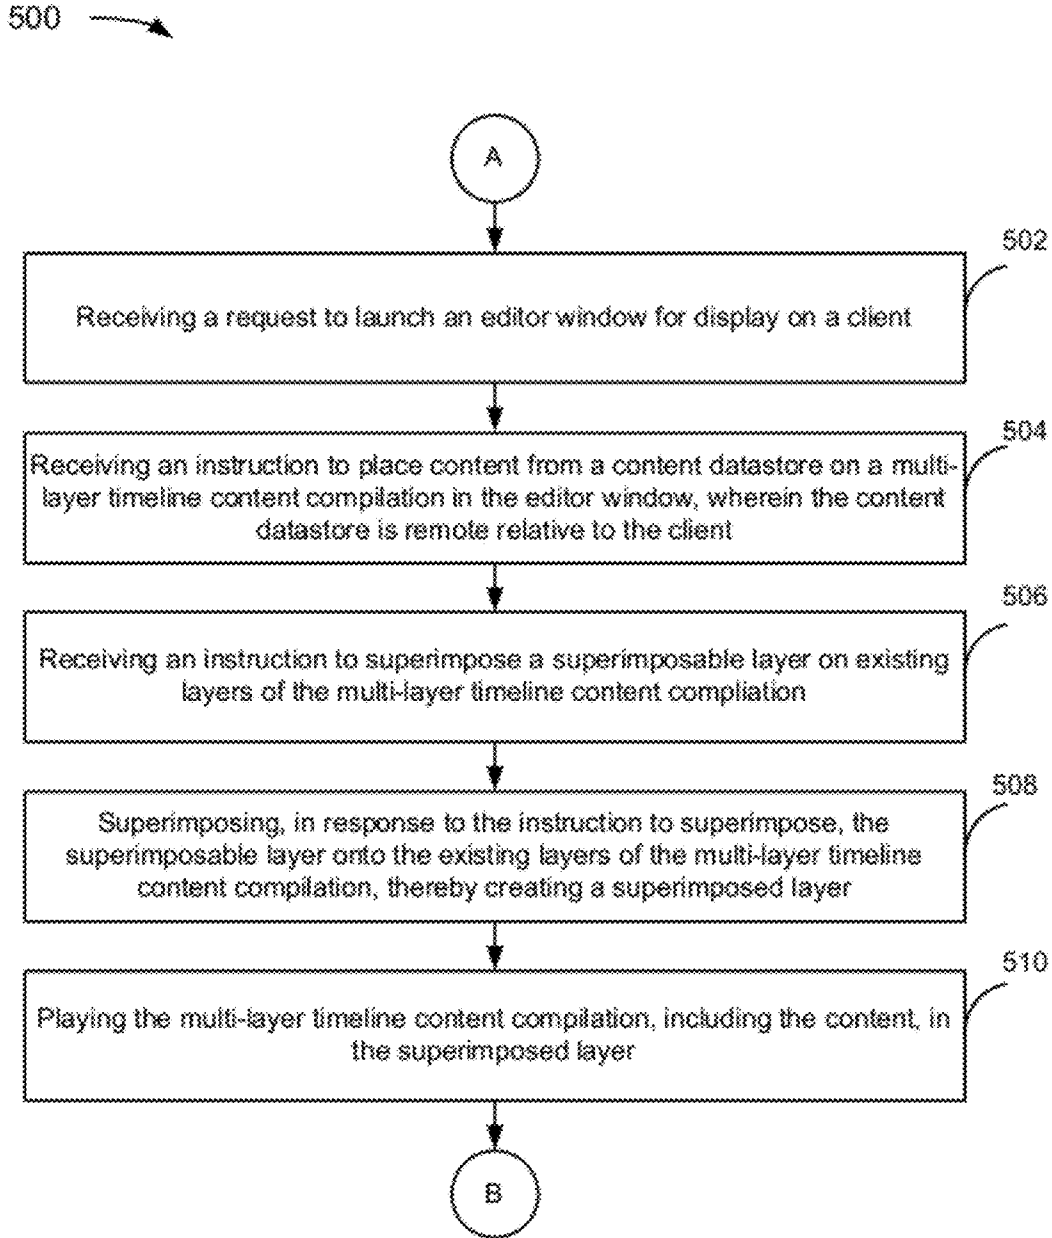 500
A
502
Receiving a request to launch an editor window for display on a client
504
Receiving an instruction to place content from a content datastore on a multi-
layer timeline content compilation in the editor window, wherein the content
datastore is remote relative to the client
506
Receiving an instruction to superimpose a superimposable layer on existing
layers of the multi-layer timeline content compliation
508
Superimposing, in response to the instruction to superimpose, the
superimposable layer onto the existing layers of the multi-layer timeline
content compilation, thereby creating a superimposed layer
510
Playing the multi-layer timeline content compilation, including the content, in
the superimposed layer
B